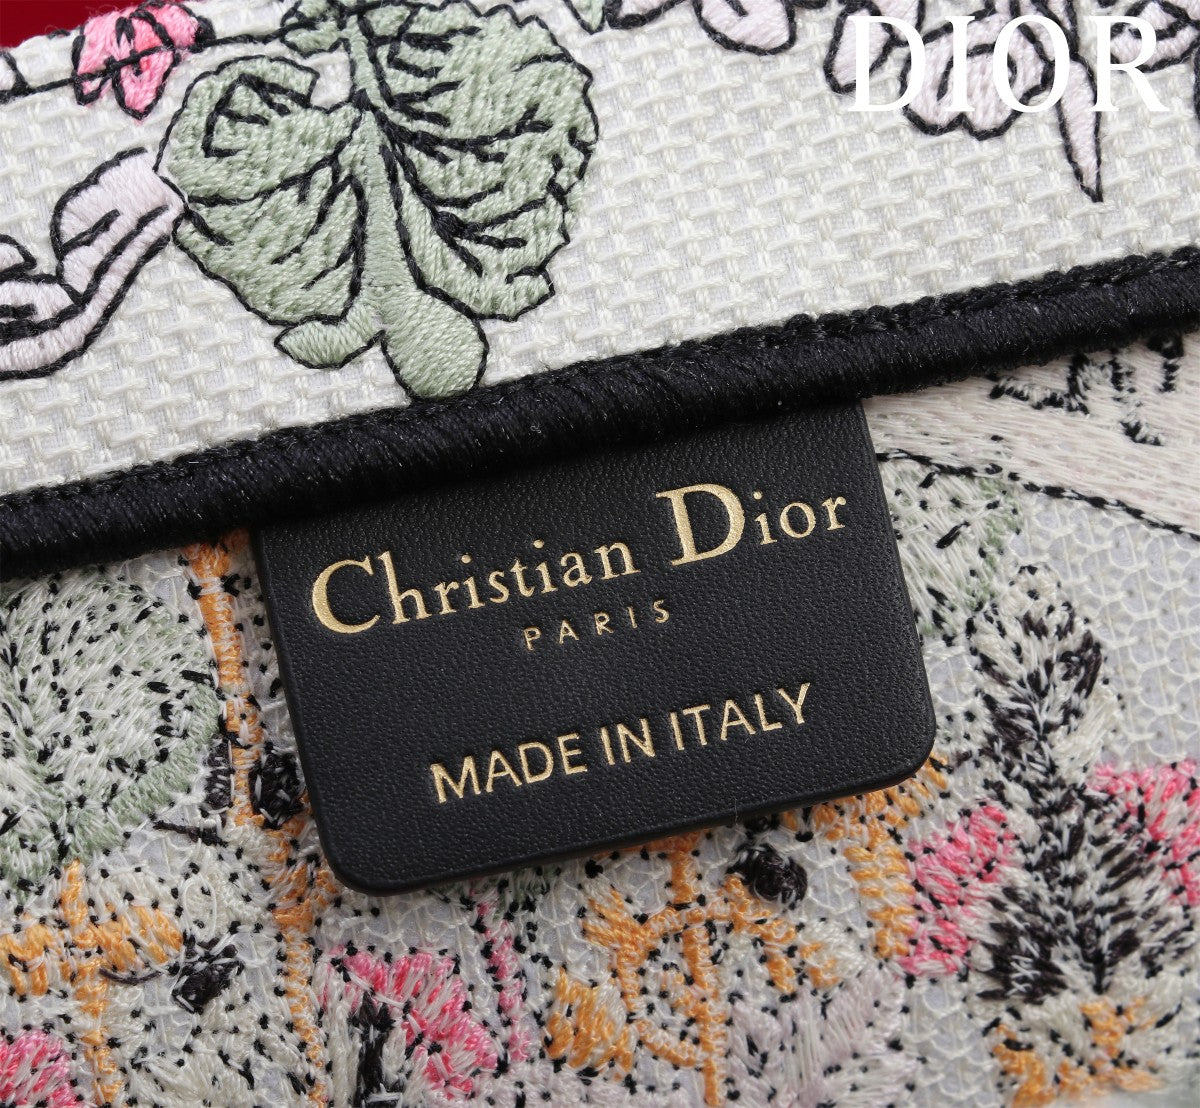 DIOR
Christian Dior
PARIS
MADE IN ITALY